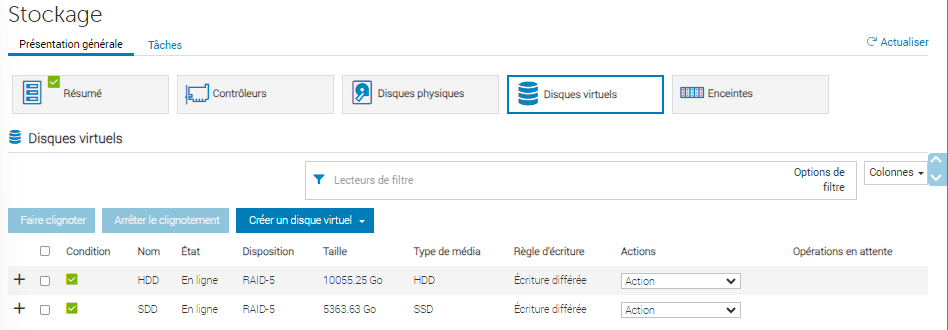 Stockage
Présentation générale
Tâches
Actualiser
Résumé
Contrôleurs
Disques physiques
Disques virtuels
Enceintes
Disques virtuels
Lecteurs de filtre
Options de
filtre
Colonnes
Faire clignoter
Arrêter le clignotement
Créer un disque virtuel
Condition Nom État Disposition Taille Type de média Règle d'écriture Actions Opérations en attente
+ HDD En ligne RAID-5 10055.25 Go HDD Écriture différée Action
+ SDD En ligne RAID-5 5363.63 Go SSD Écriture différée Action